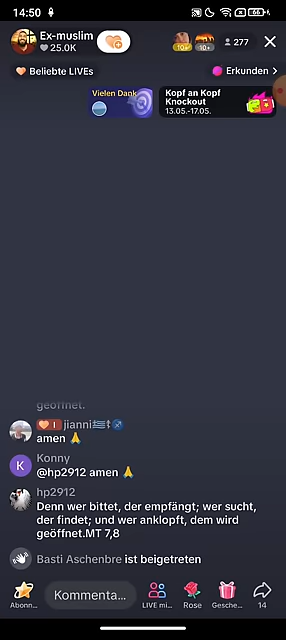 14:50
66
Ex-muslim
25.0K
10+
10+
277
Beliebte LIVEs
Erkunden >
Vielen Dank
Kopf an Kopf
Knockout
13.05.-17.05.
geöffnet.
1 jianni
amen 🙏
Konny
@hp2912 amen 🙏
hp2912
Denn wer bittet, der empfängt; wer sucht,
der findet; und wer anklopft, dem wird
geöffnet.MT 7,8
Basti Aschenbre ist beigetreten
Abonn...
Kommenta...
LIVE mi...
Rose
Gesche...
14